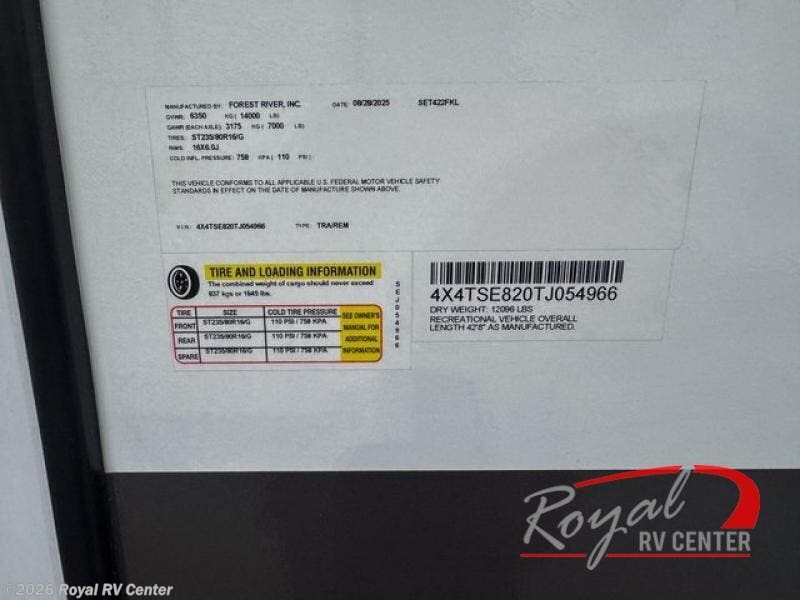 MANUFACTURED BY: FOREST RIVER, INC. DATE: 08/28/2025 SET422FKL
GVWR: 6350 KG ( 14000 LB)
GAWR (EACH AXLE): 3175 KG ( 7000 LB)
TIRES: ST235/80R16/G
RIMS: 16X6.0J
COLD INFL. PRESSURE: 758 KPA ( 110 PSI )
THIS VEHICLE CONFORMS TO ALL APPLICABLE U.S. FEDERAL MOTOR VEHICLE SAFETY
STANDARDS IN EFFECT ON THE DATE OF MANUFACTURE SHOWN ABOVE.
V.I.N.: 4X4TSE820TJ054966 TYPE: TRA/REM
TIRE AND LOADING INFORMATION
The combined weight of cargo should never exceed
837 kgs or 1845 lbs.
TIRE SIZE COLD TIRE PRESSURE SEE OWNER'S
FRONT ST235/80R16/G 110 PSI / 758 KPA MANUAL FOR
REAR ST235/80R16/G 110 PSI / 758 KPA ADDITIONAL
SPARE ST235/80R16/G 110 PSI / 758 KPA INFORMATION
SEJ054966
4X4TSE820TJ054966
DRY WEIGHT: 12096 LBS
RECREATIONAL VEHICLE OVERALL
LENGTH 42'8" AS MANUFACTURED.
Royal
RV CENTER
©2026 Royal RV Center